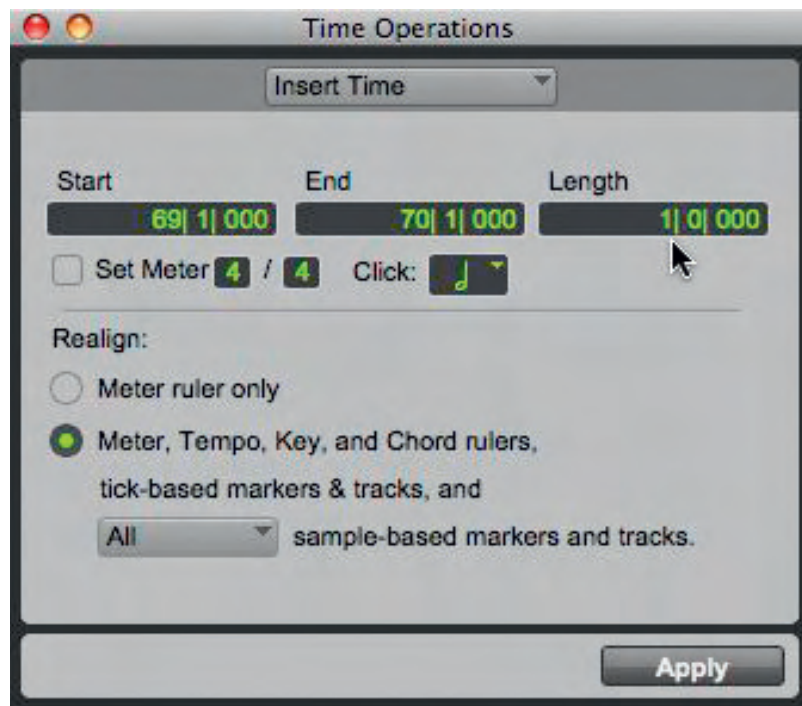 Time Operations
Insert Time
Start End Length
69| 1| 000 70| 1| 000 1| 0| 000
Set Meter 4 / 4 Click:
Realign:
Meter ruler only
Meter, Tempo, Key, and Chord rulers,
tick-based markers & tracks, and
All sample-based markers and tracks.
Apply